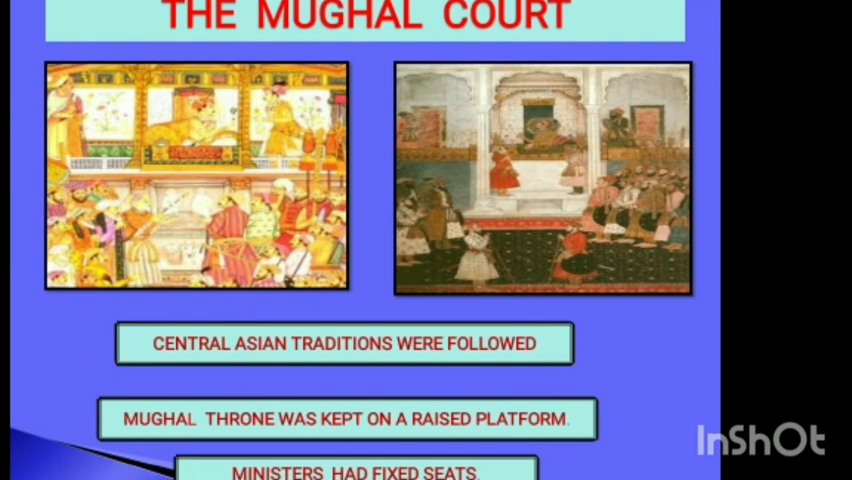 THE MUGHAL COURT
CENTRAL ASIAN TRADITIONS WERE FOLLOWED
MUGHAL THRONE WAS KEPT ON A RAISED PLATFORM.
MINISTERS HAD FIXED SEATS.
InShOt